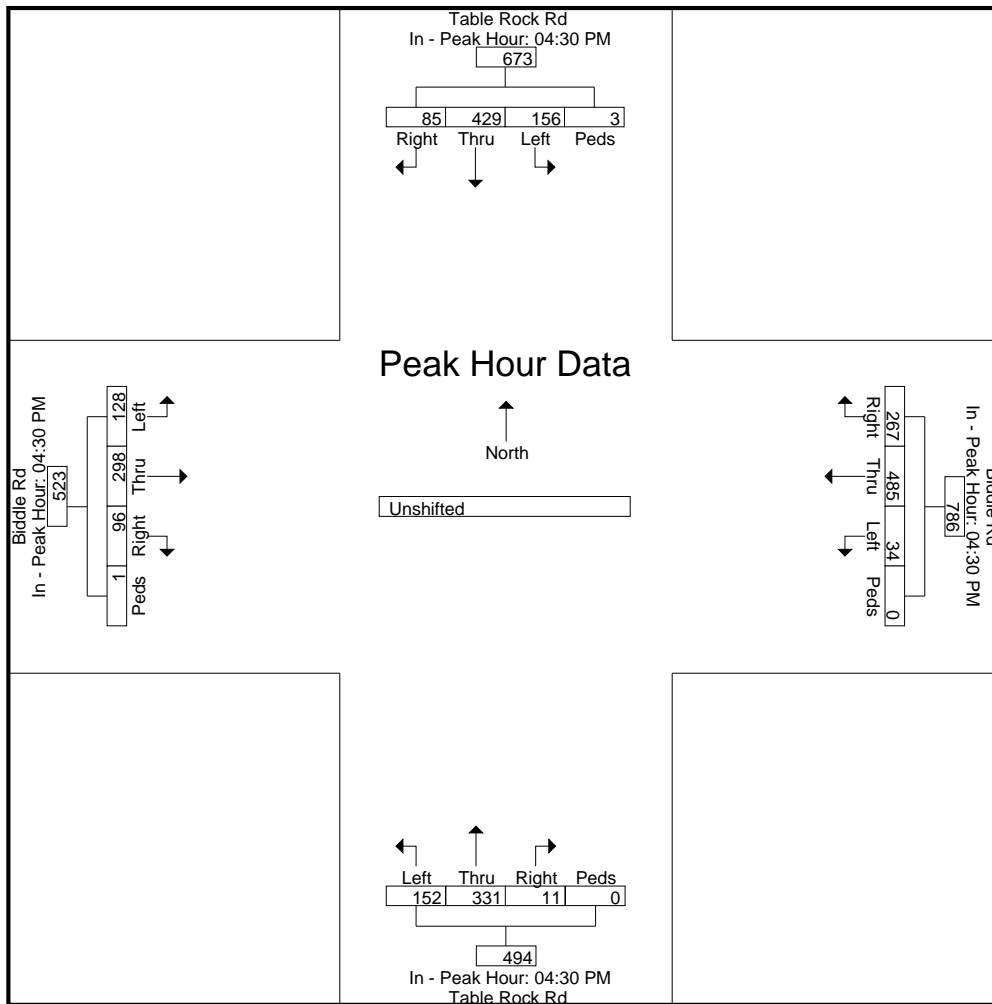 Table Rock Rd
In - Peak Hour: 04:30 PM
673
85 429 156 3
Right Thru Left Peds
Peak Hour Data
North
Unshifted
Biddle Rd
In - Peak Hour: 04:30 PM
523
128 298 96 1
Left Thru Right Peds
Biddle Rd
In - Peak Hour: 04:30 PM
786
267 485 34 0
Right Thru Left Peds
Left Thru Right Peds
152 331 11 0
494
In - Peak Hour: 04:30 PM
Table Rock Rd